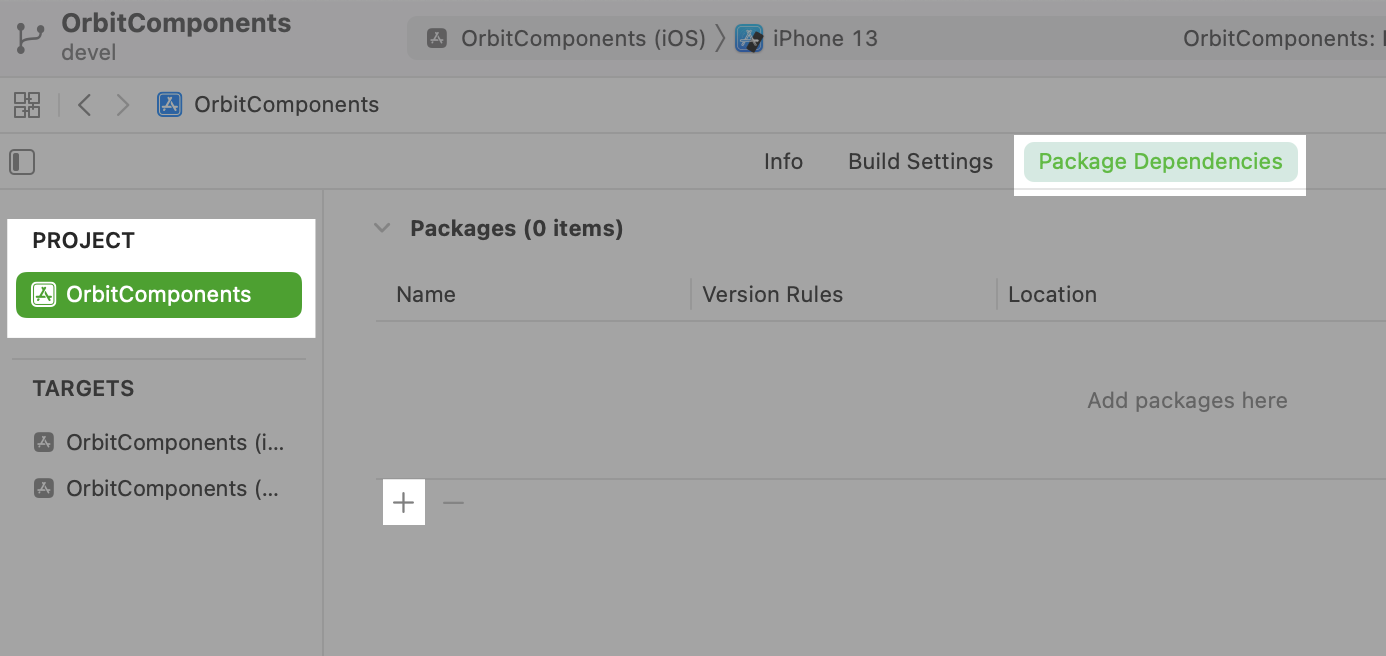 OrbitComponents
devel
OrbitComponents (iOS) iPhone 13
OrbitComponents:
OrbitComponents
Info Build Settings Package Dependencies
PROJECT
OrbitComponents
TARGETS
OrbitComponents (i...
OrbitComponents (...
Packages (0 items)
Name Version Rules Location
Add packages here